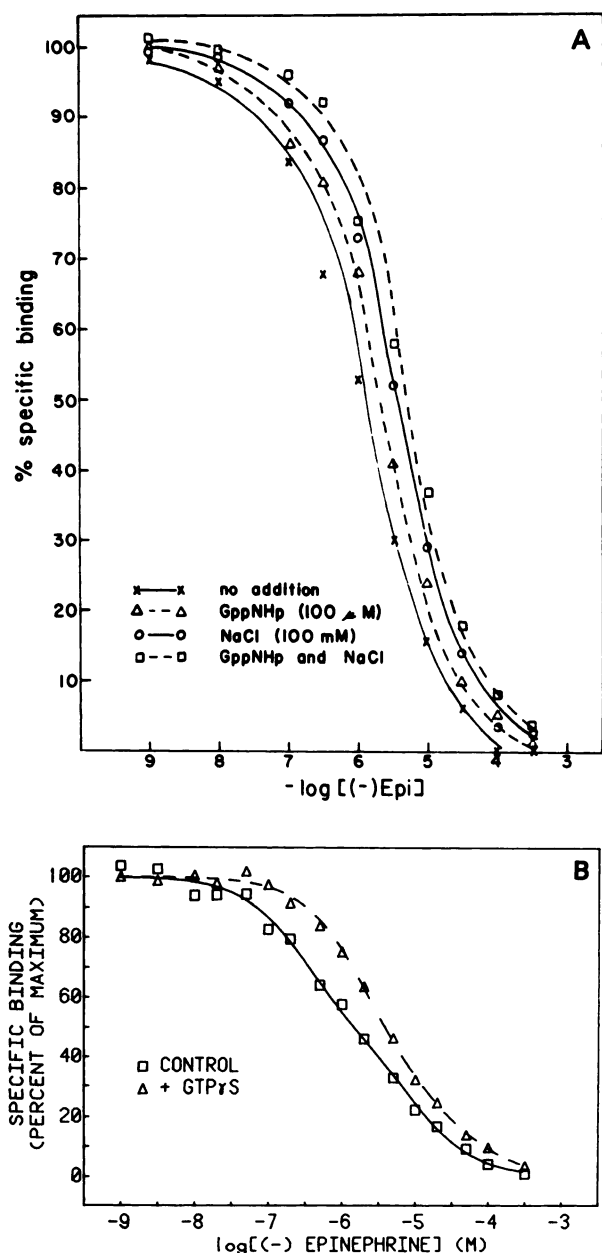 A
100
90
80
70
60
50
40
30
20
10
% specific binding
x—x no addition
△--△ GppNHp (100 μM)
o—o NaCl (100 mM)
□--□ GppNHp and NaCl
9 8 7 6 5 4 3
-log [(-)Epi]
B
100
80
60
40
20
0
SPECIFIC BINDING
(PERCENT OF MAXIMUM)
□ CONTROL
△ + GTPγS
-9 -8 -7 -6 -5 -4 -3
log[(-) EPINEPHRINE] (M)